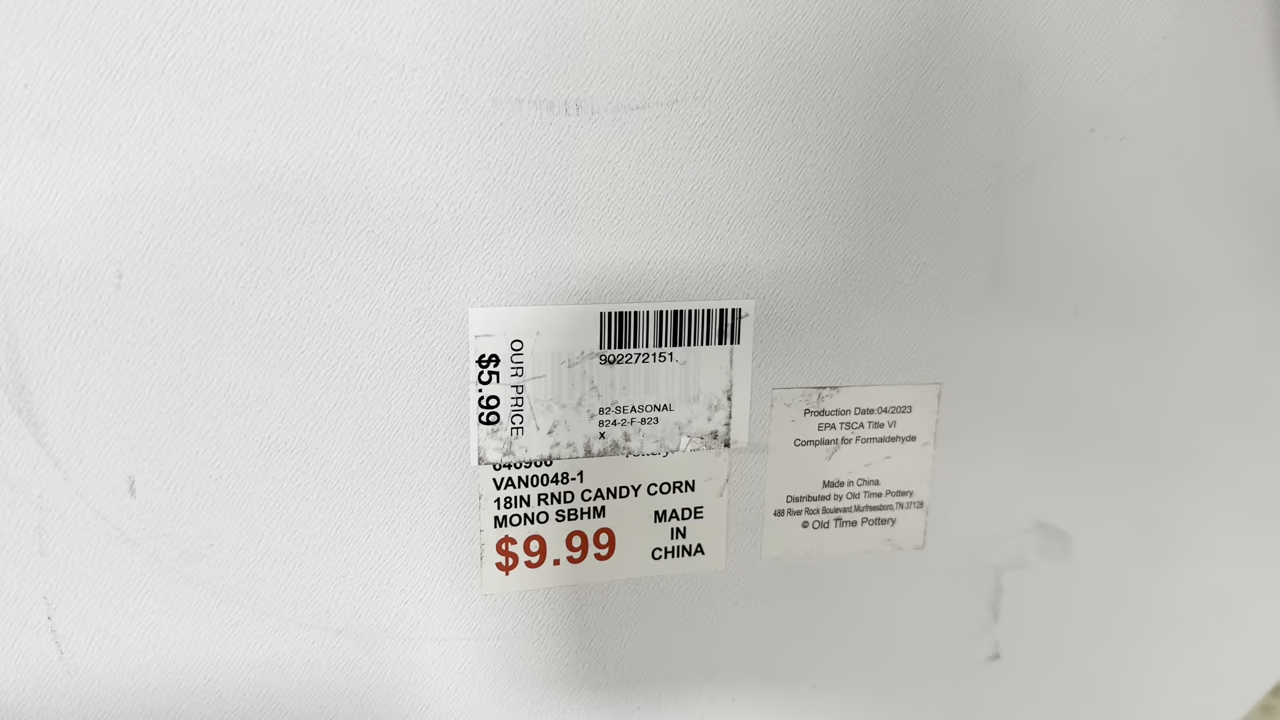 $5.99
OUR PRICE
902272151.
82-SEASONAL
824-2-F-823
X
VAN0048-1
18IN RND CANDY CORN
MONO SBHM
$9.99
MADE
IN
CHINA
Production Date:04/2023
EPA TSCA Title VI
Compliant for Formaldehyde
Made in China.
Distributed by Old Time Pottery
488 River Rock Boulevard,Murfreesboro,TN 37128
© Old Time Pottery